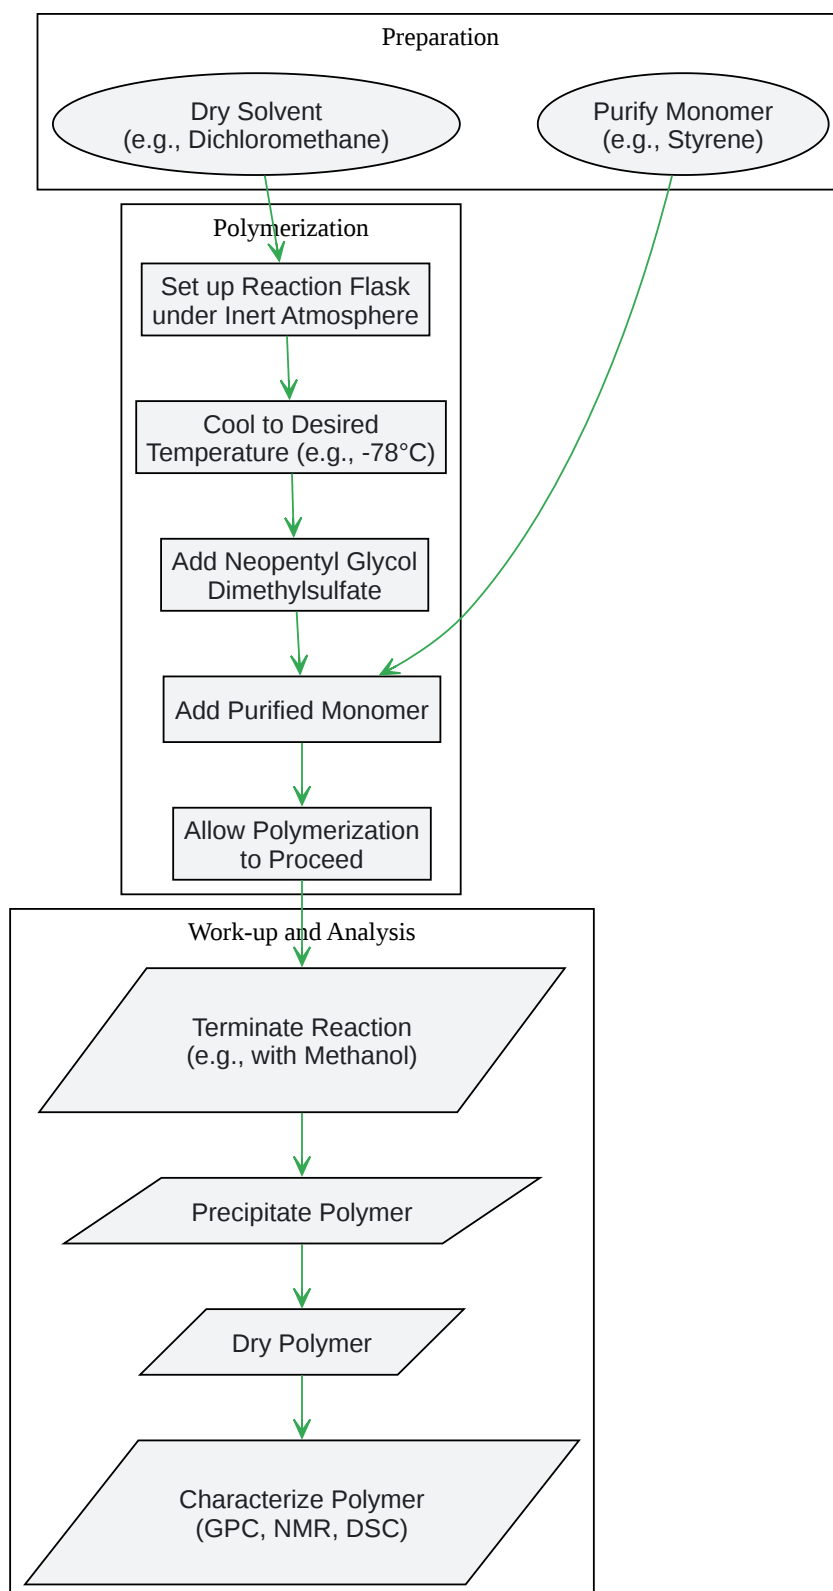 Preparation
Dry Solvent
(e.g., Dichloromethane)
Purify Monomer
(e.g., Styrene)
Polymerization
Set up Reaction Flask
under Inert Atmosphere
Cool to Desired
Temperature (e.g., -78°C)
Add Neopentyl Glycol
Dimethylsulfate
Add Purified Monomer
Allow Polymerization
to Proceed
Work-up and Analysis
Terminate Reaction
(e.g., with Methanol)
Precipitate Polymer
Dry Polymer
Characterize Polymer
(GPC, NMR, DSC)